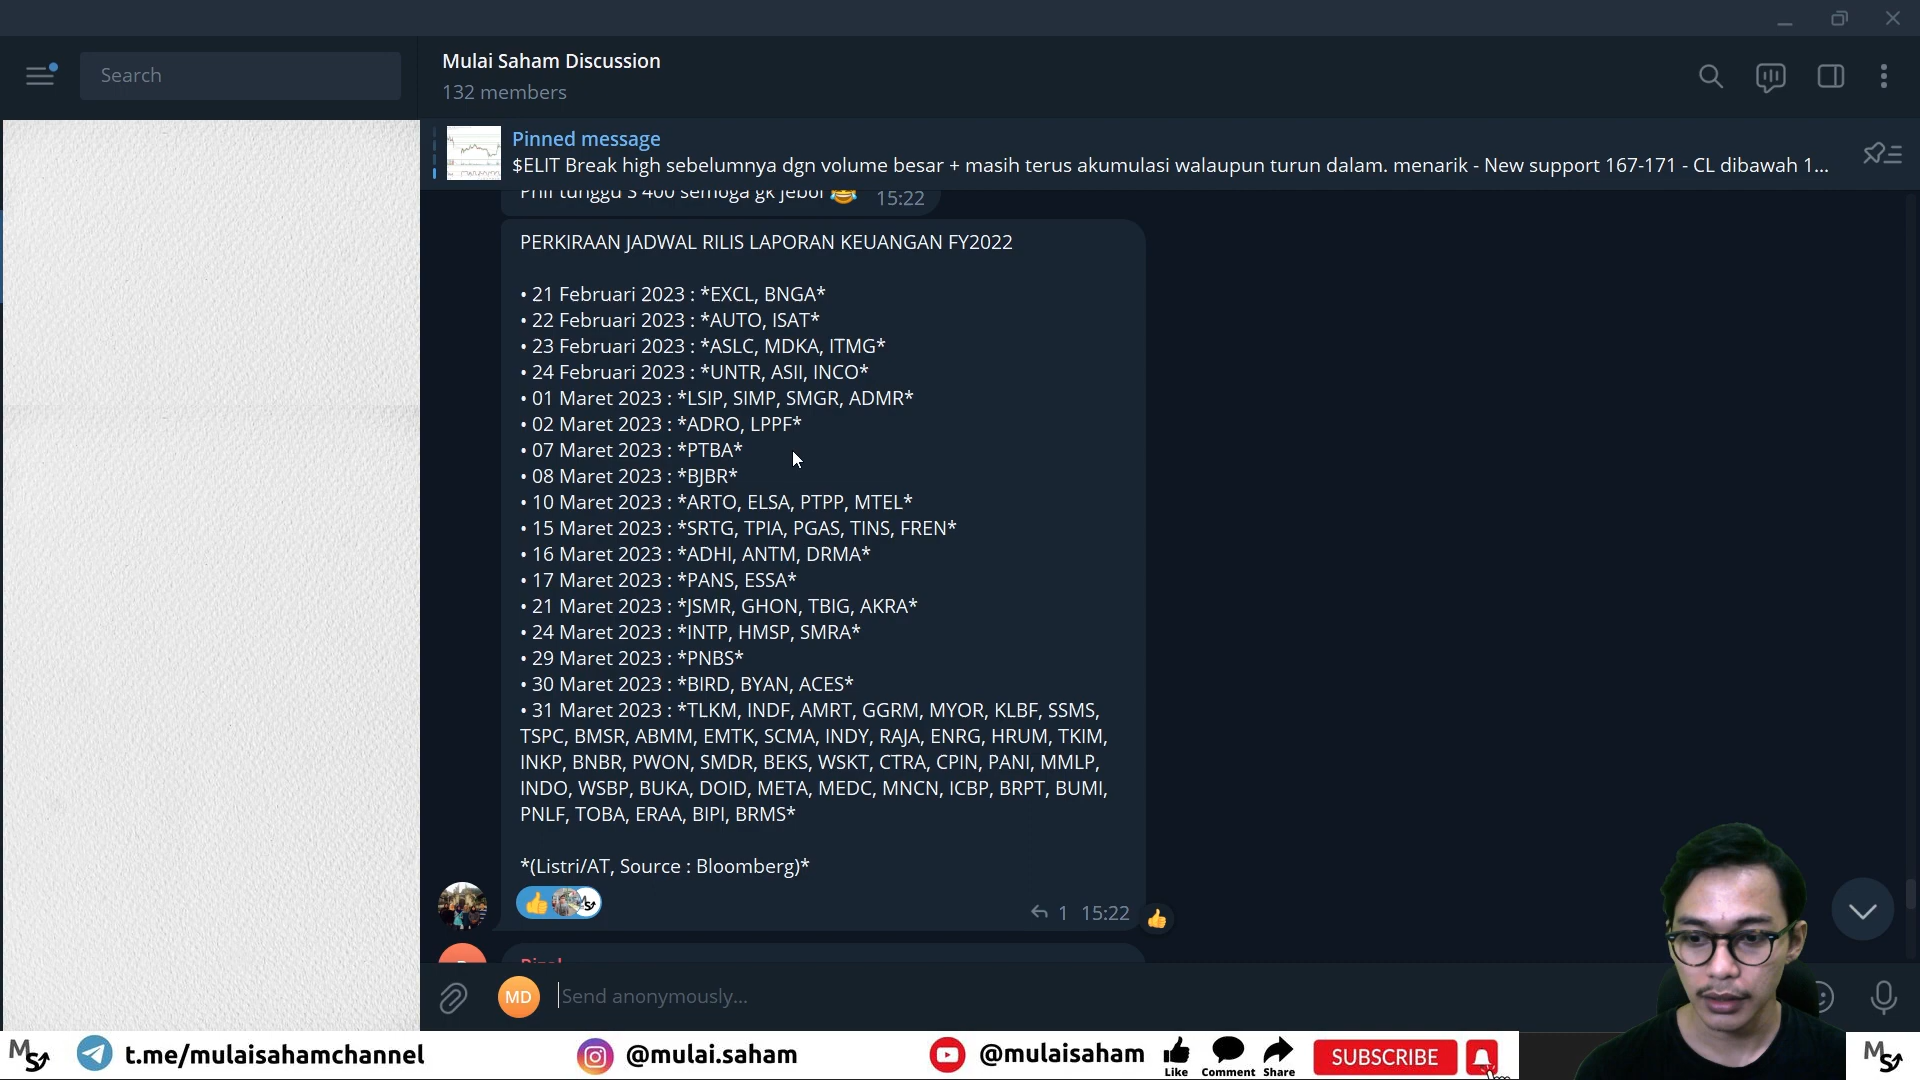 Search
Mulai Saham Discussion
132 members
Pinned message
$ELIT Break high sebelumnya dgn volume besar + masih terus akumulasi walaupun turun dalam. menarik - New support 167-171 - CL dibawah 1...
15:22
PERKIRAAN JADWAL RILIS LAPORAN KEUANGAN FY2022
• 21 Februari 2023 : *EXCL, BNGA*
• 22 Februari 2023 : *AUTO, ISAT*
• 23 Februari 2023 : *ASLC, MDKA, ITMG*
• 24 Februari 2023 : *UNTR, ASII, INCO*
• 01 Maret 2023 : *LSIP, SIMP, SMGR, ADMR*
• 02 Maret 2023 : *ADRO, LPPF*
• 07 Maret 2023 : *PTBA*
• 08 Maret 2023 : *BJBR*
• 10 Maret 2023 : *ARTO, ELSA, PTPP, MTEL*
• 15 Maret 2023 : *SRTG, TPIA, PGAS, TINS, FREN*
• 16 Maret 2023 : *ADHI, ANTM, DRMA*
• 17 Maret 2023 : *PANS, ESSA*
• 21 Maret 2023 : *JSMR, GHON, TBIG, AKRA*
• 24 Maret 2023 : *INTP, HMSP, SMRA*
• 29 Maret 2023 : *PNBS*
• 30 Maret 2023 : *BIRD, BYAN, ACES*
• 31 Maret 2023 : *TLKM, INDF, AMRT, GGRM, MYOR, KLBF, SSMS,
TSPC, BMSR, ABMM, EMTK, SCMA, INDY, RAJA, ENRG, HRUM, TKIM,
INKP, BNBR, PWON, SMDR, BEKS, WSKT, CTRA, CPIN, PANI, MMLP,
INDO, WSBP, BUKA, DOID, META, MEDC, MNCN, ICBP, BRPT, BUMI,
PNLF, TOBA, ERAA, BIPI, BRMS*
*(Listri/AT, Source : Bloomberg)*
1 15:22
MD
Send anonymously...
t.me/mulaisahamchannel
@mulai.saham
@mulaisaham
Like
Comment
Share
SUBSCRIBE